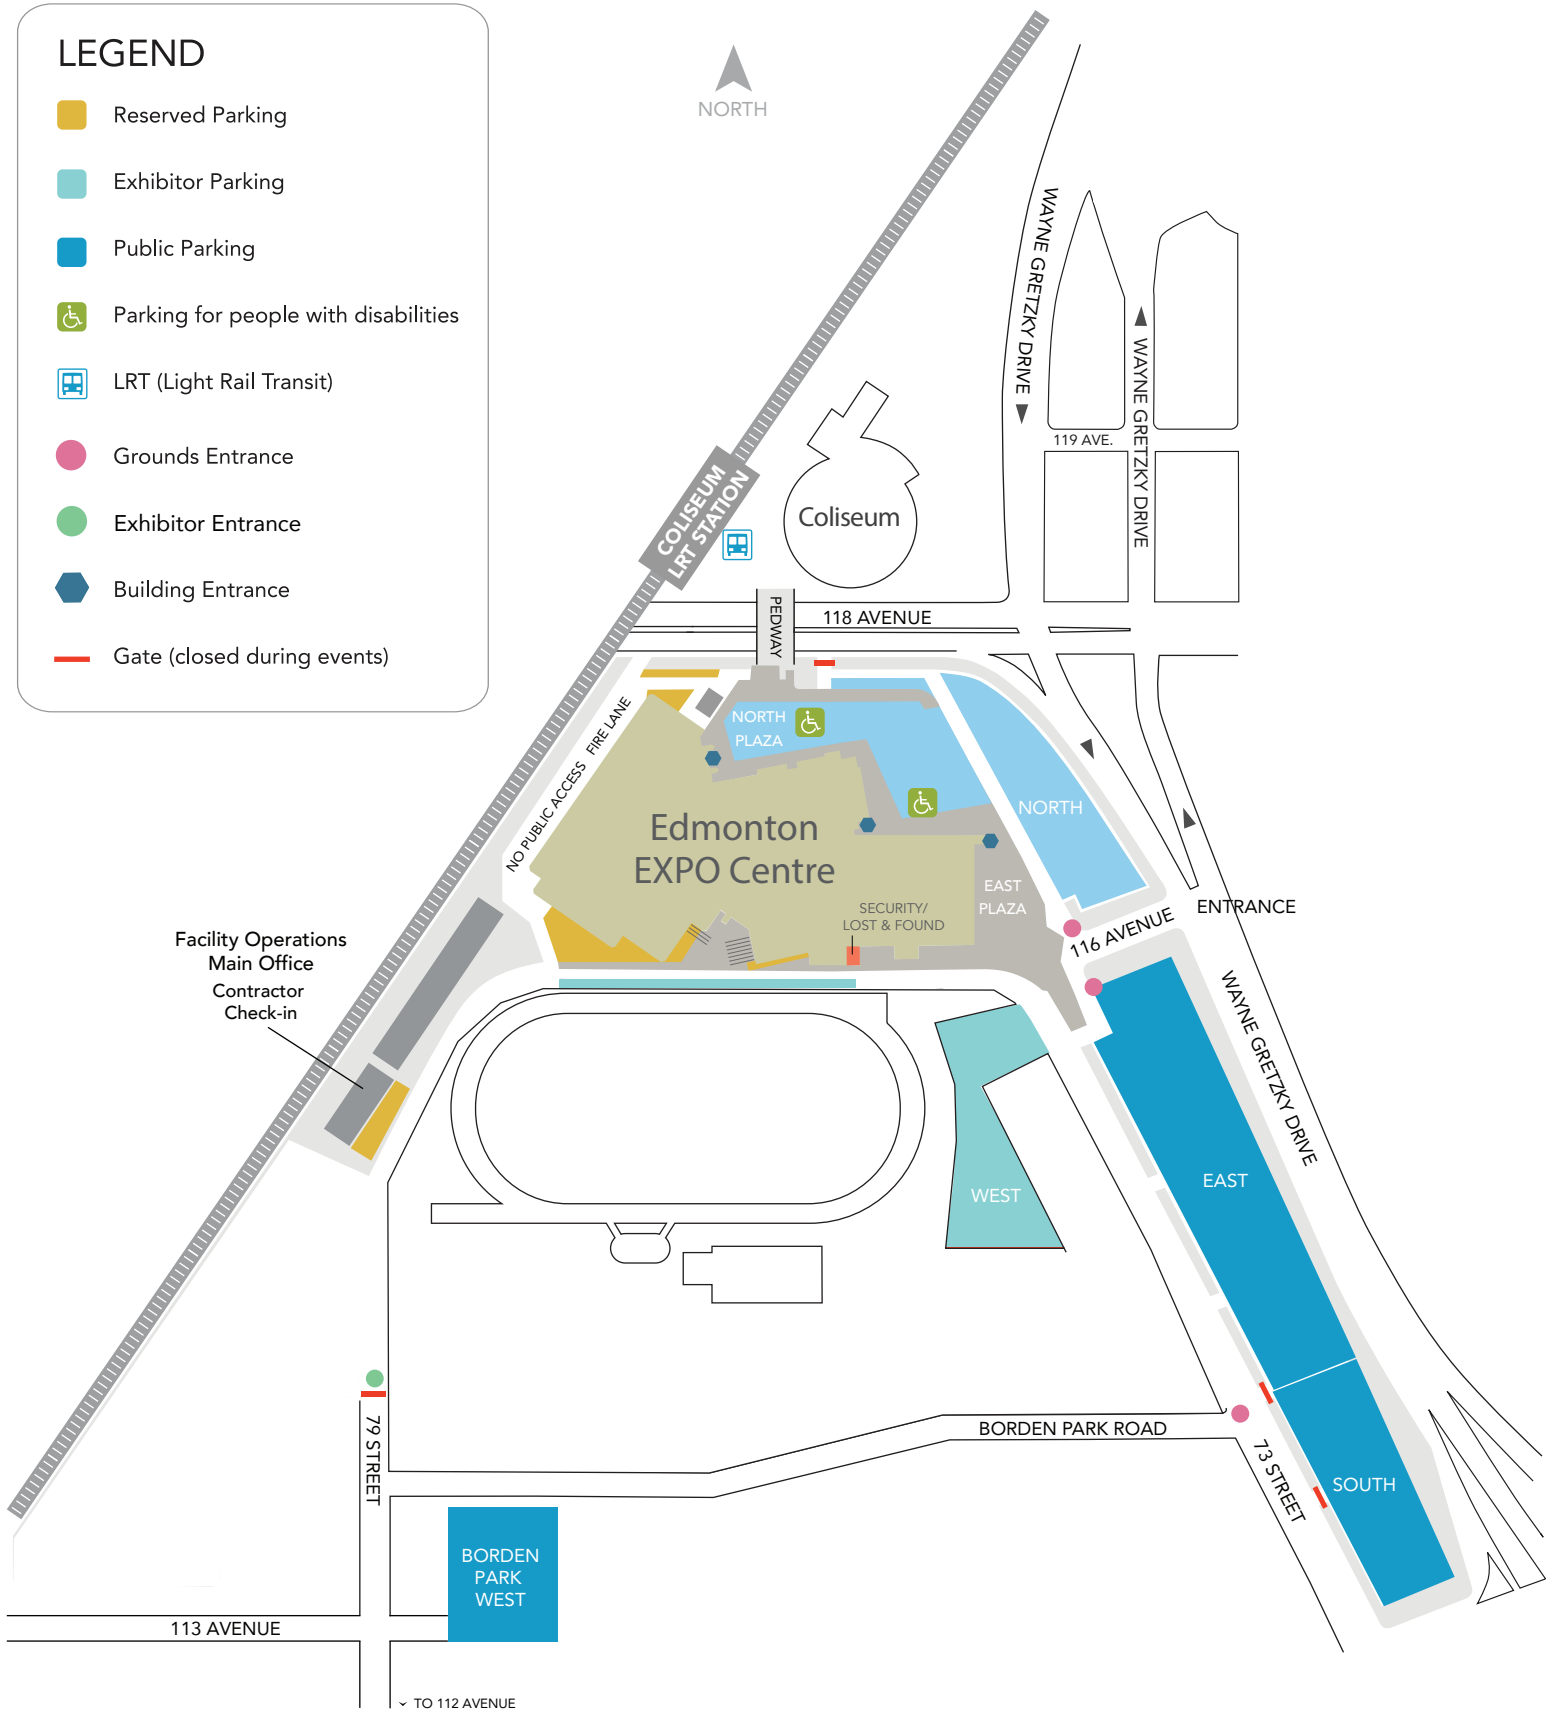 LEGEND
Reserved Parking
Exhibitor Parking
Public Parking
Parking for people with disabilities
LRT (Light Rail Transit)
Grounds Entrance
Exhibitor Entrance
Building Entrance
Gate (closed during events)
NORTH
WAYNE GRETZKY DRIVE
WAYNE GRETZKY DRIVE
119 AVE.
COLISEUM
LRT STATION
Coliseum
PEDWAY
118 AVENUE
FIRE LANE
NO PUBLIC ACCESS
NORTH
PLAZA
NORTH
Edmonton
EXPO Centre
EAST
PLAZA
SECURITY/
LOST & FOUND
ENTRANCE
116 AVENUE
Facility Operations
Main Office
Contractor
Check-in
WAYNE GRETZKY DRIVE
EAST
WEST
BORDEN PARK ROAD
79 STREET
73 STREET
SOUTH
BORDEN
PARK
WEST
113 AVENUE
TO 112 AVENUE